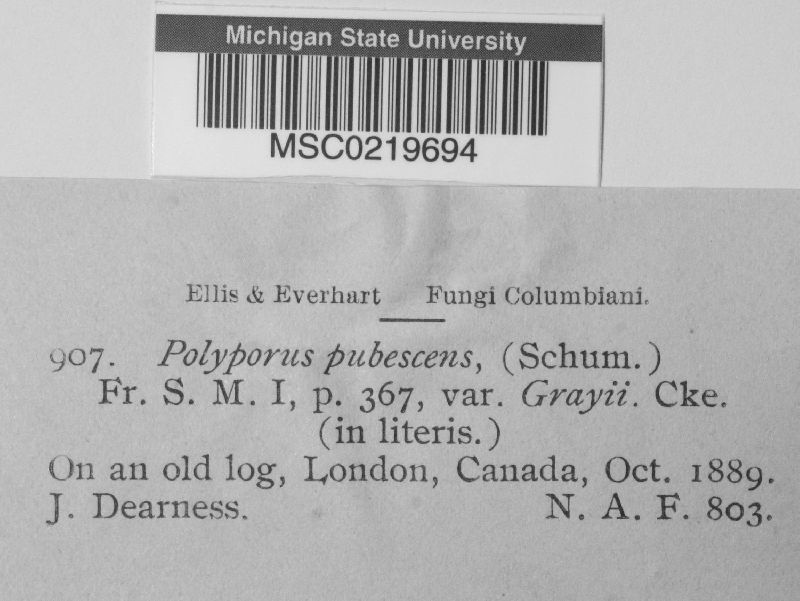 Michigan State University
MSC0219694
Ellis & Everhart Fungi Columbiani.
907. Polyporus pubescens, (Schum.)
Fr. S. M. I, p. 367, var. Grayii. Cke.
(in literis.)
On an old log, London, Canada, Oct. 1889.
J. Dearness. N. A. F. 803.